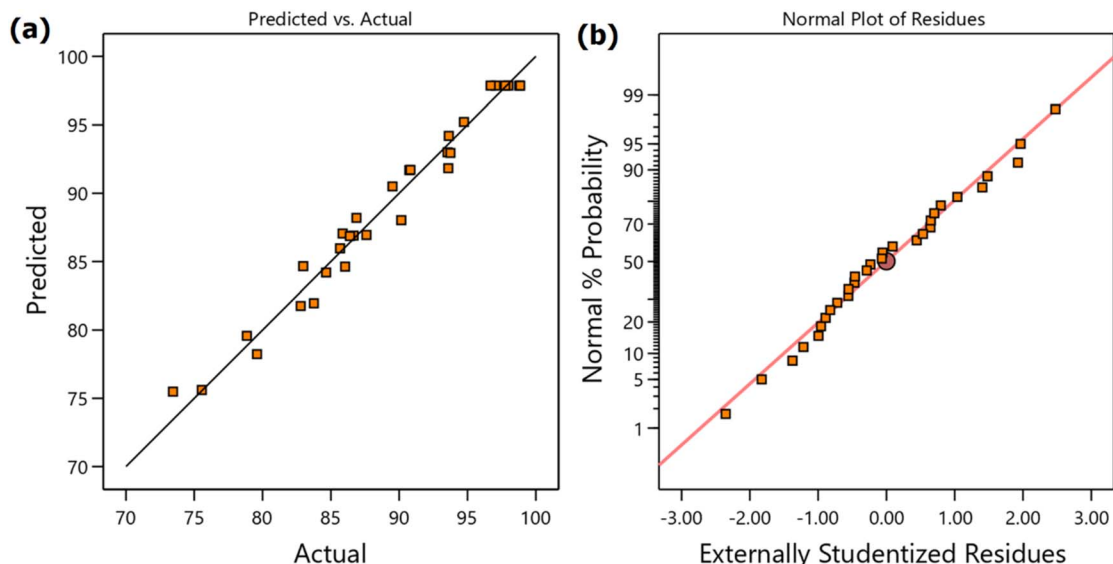 (a)
Predicted vs. Actual
100
95
90
85
80
75
70
Predicted
70 75 80 85 90 95 100
Actual
(b)
Normal Plot of Residues
99
95
90
70
50
20
10
5
1
Normal % Probability
-3.00 -2.00 -1.00 0.00 1.00 2.00 3.00
Externally Studentized Residues